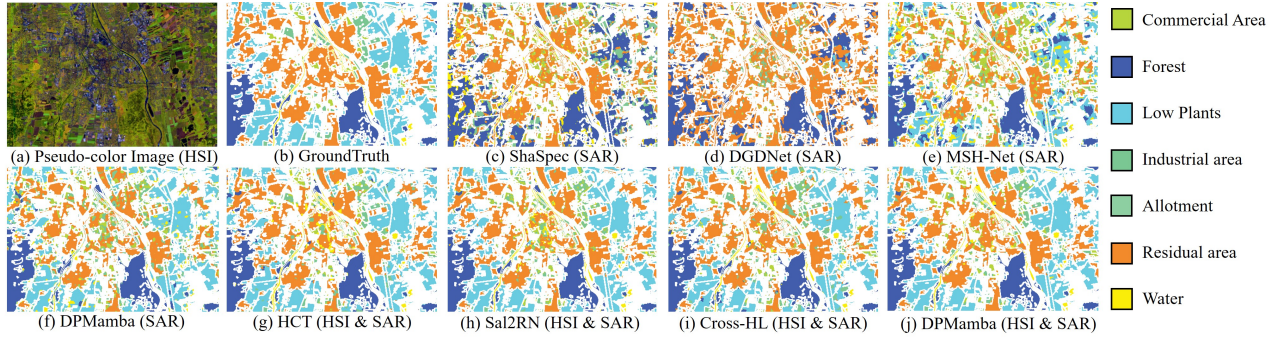 (a) Pseudo-color Image (HSI)
(b) GroundTruth
(c) ShaSpec (SAR)
(d) DGDNet (SAR)
(e) MSH-Net (SAR)
(f) DPMamba (SAR)
(g) HCT (HSI & SAR)
(h) Sal2RN (HSI & SAR)
(i) Cross-HL (HSI & SAR)
(j) DPMamba (HSI & SAR)
Commercial Area
Forest
Low Plants
Industrial area
Allotment
Residual area
Water